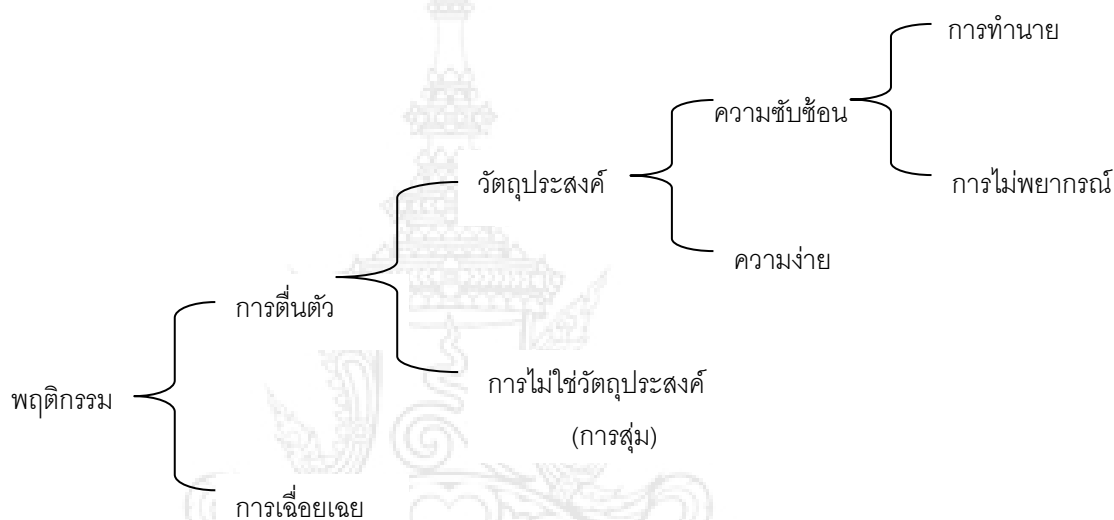 การทำนาย
ความซับซ้อน
วัตถุประสงค์
การไม่พยากรณ์
ความง่าย
การตื่นตัว
การไม่ใช่วัตถุประสงค์
(การสุ่ม)
พฤติกรรม
การเฉื่อยเฉย